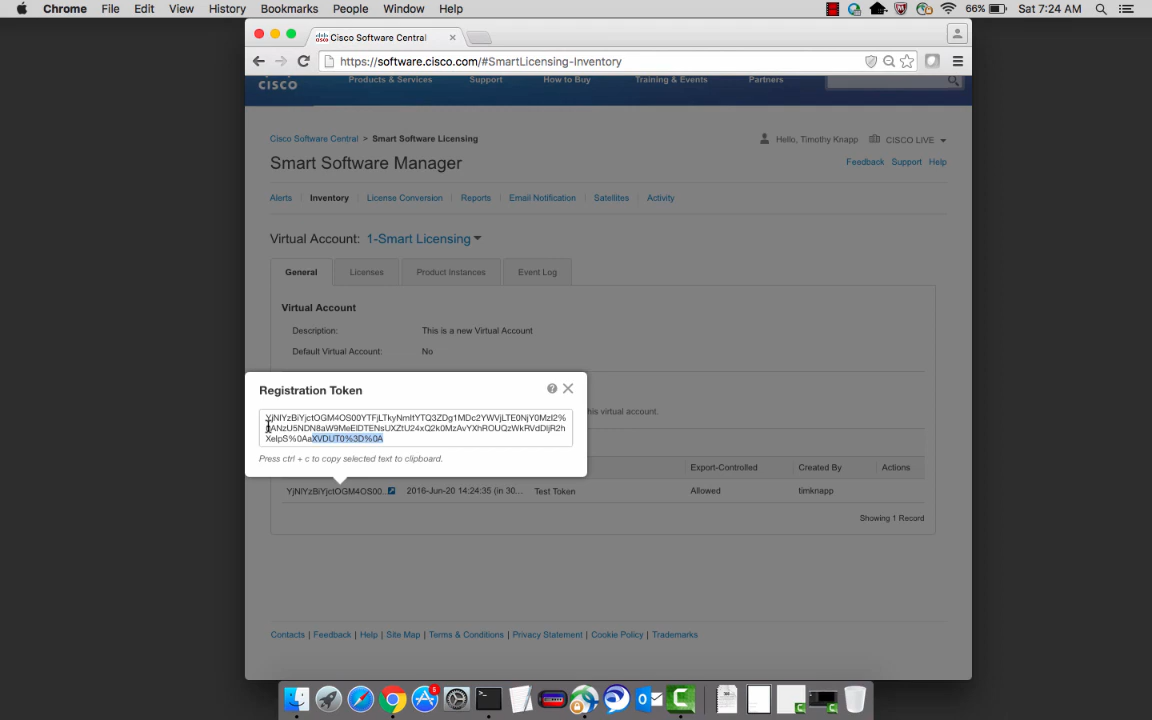 Chrome File Edit View History Bookmarks People Window Help 66% Sat 7:24 AM
Cisco Software Central
https://software.cisco.com/#SmartLicensing-Inventory
CISCO Products & Services Support How to Buy Training & Events Partners
Cisco Software Central > Smart Software Licensing Hello, Timothy Knapp CISCO LIVE
Smart Software Manager Feedback Support Help
Alerts Inventory License Conversion Reports Email Notification Satellites Activity
Virtual Account: 1-Smart Licensing
General Licenses Product Instances Event Log
Virtual Account
Description: This is a new Virtual Account
Default Virtual Account: No
Registration Token
his virtual account.
XVDUT0%3D%0A
Press ctrl + c to copy selected text to clipboard.
Export-Controlled Created By Actions
YjNlYzBiYjctOGM4OS00... 2016-Jun-20 14:24:35 (in 30... Test Token Allowed timknapp
Showing 1 Record
Contacts | Feedback | Help | Site Map | Terms & Conditions | Privacy Statement | Cookie Policy | Trademarks
5